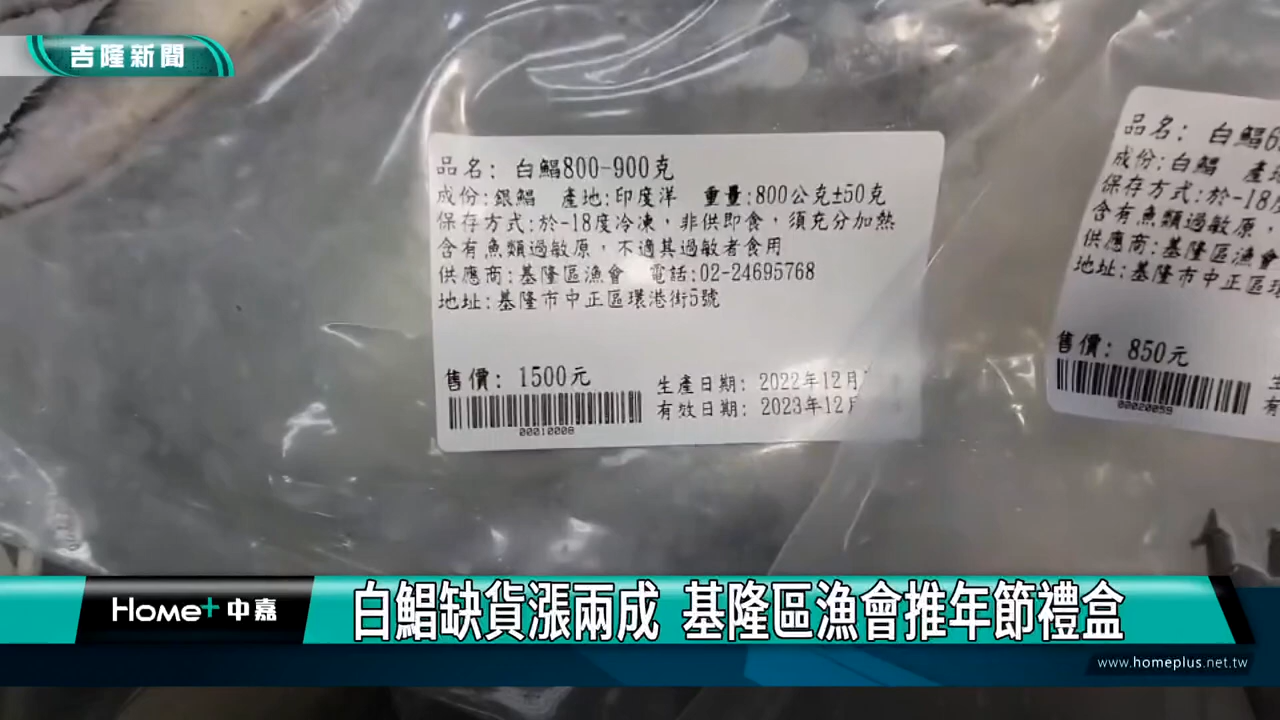 吉隆新聞
品名: 白鯧800-900克
成份:銀鯧 產地:印度洋 重量:800公克±50克
保存方式:於-18度冷凍，非供即食，須充分加熱
含有魚類過敏原，不適其過敏者食用
供應商:基隆區漁會 電話:02-24695768
地址:基隆市中正區環港街5號
售價: 1500元
生產日期: 2022年12月
有效日期: 2023年12月
00010008
品名: 白鯧6
成份:白鯧 產地
保存方式:於-18度
含有魚類過敏原，
供應商:基隆區漁會
地址:基隆市中正區環
售價: 850元
00020059
Home+中嘉
白鯧缺貨漲兩成 基隆區漁會推年節禮盒
www.homeplus.net.tw